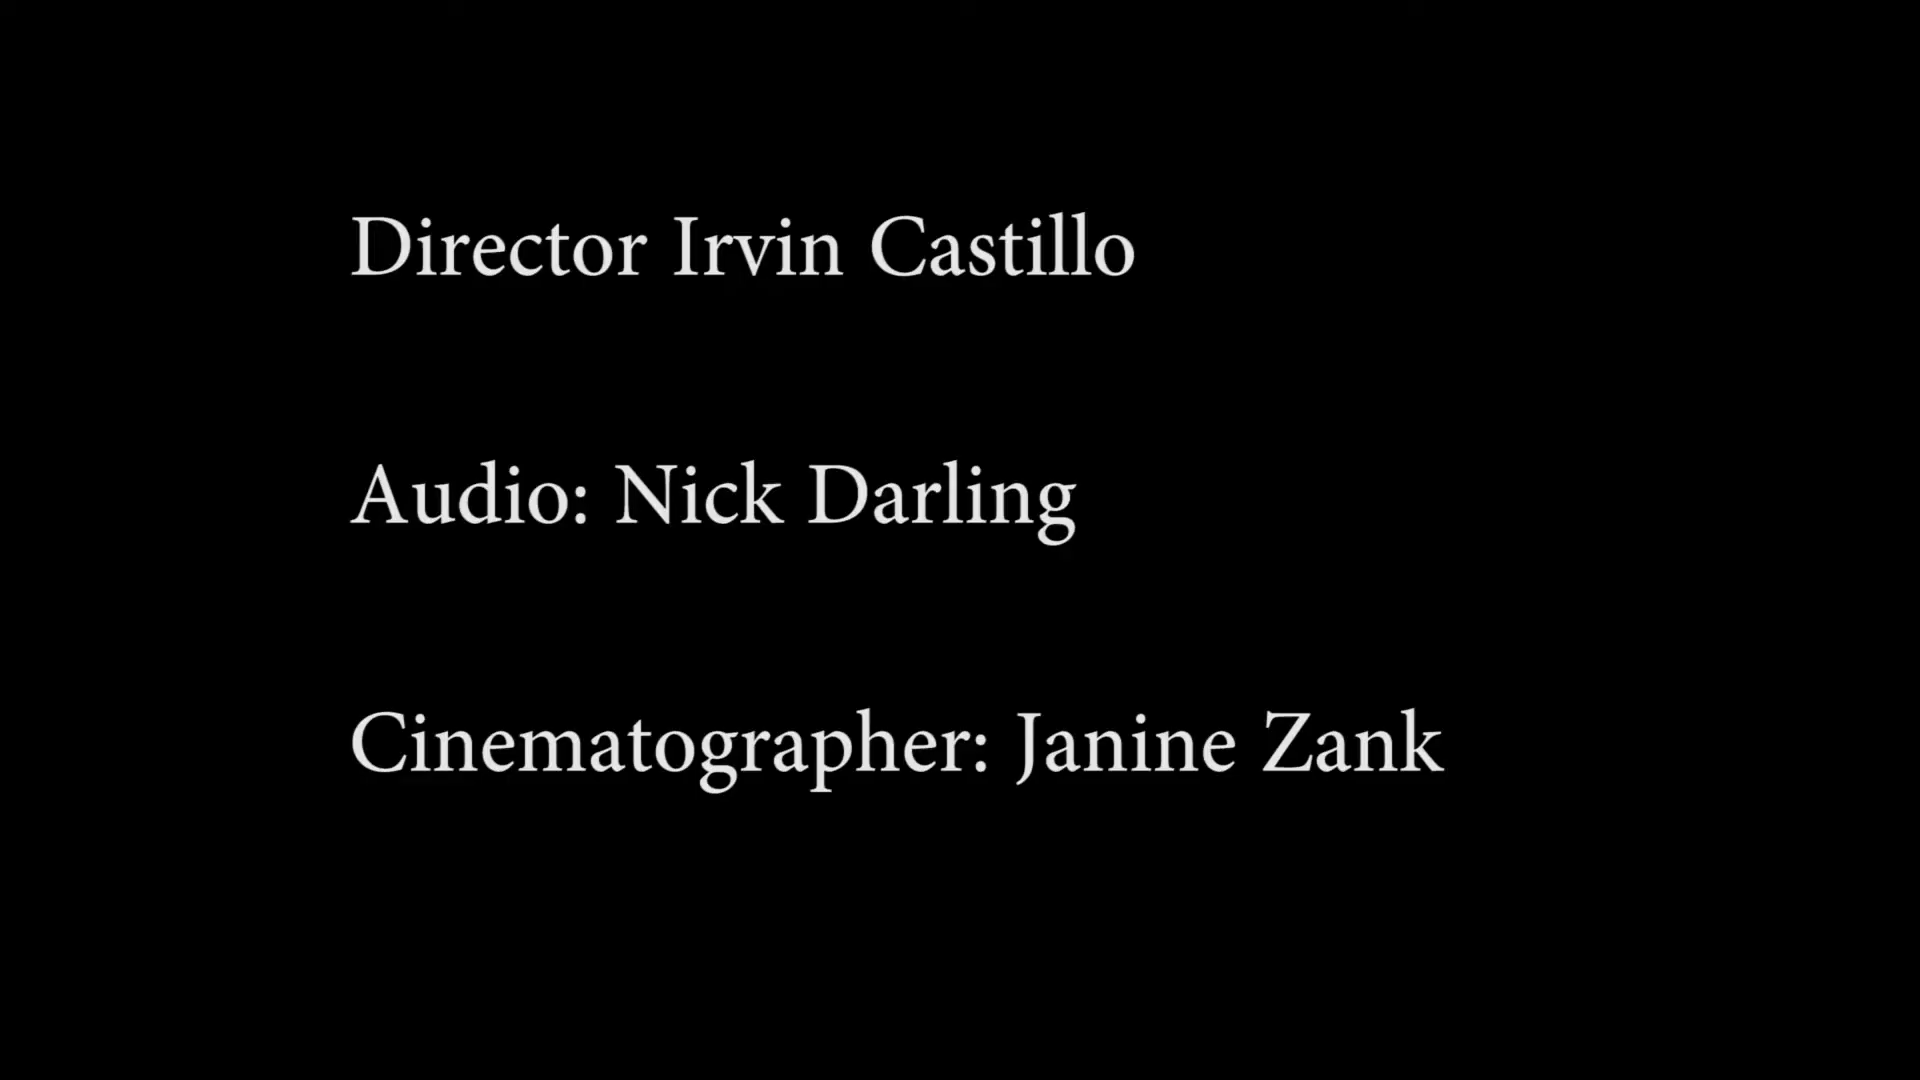 Director Irvin Castillo
Audio: Nick Darling
Cinematographer: Janine Zank